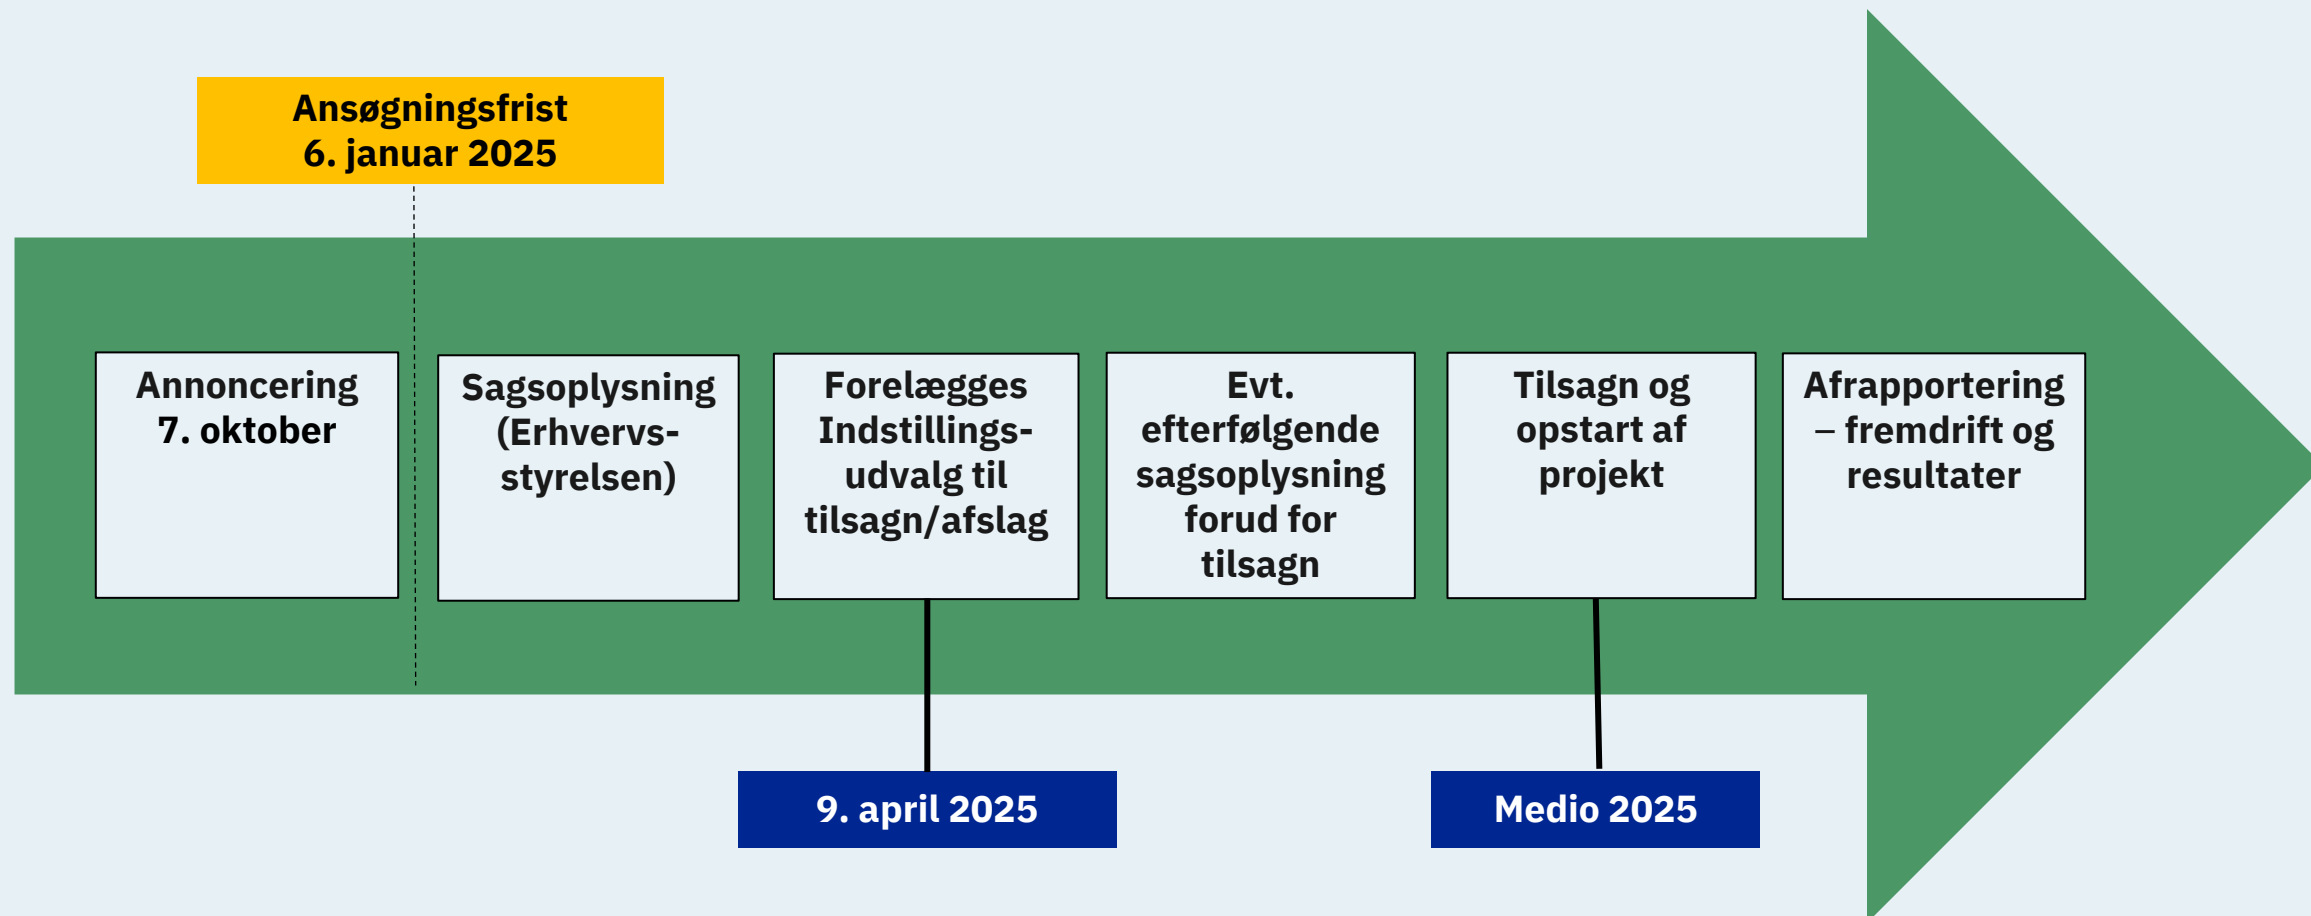 Ansøgningsfrist
6. januar 2025
Annoncering
7. oktober
Sagsoplysning
(Erhvervs-
styrelsen)
Forelægges
Indstillings-
udvalg til
tilsagn/afslag
Evt.
efterfølgende
sagsoplysning
forud for
tilsagn
Tilsagn og
opstart af
projekt
Afrapportering
– fremdrift og
resultater
9. april 2025
Medio 2025